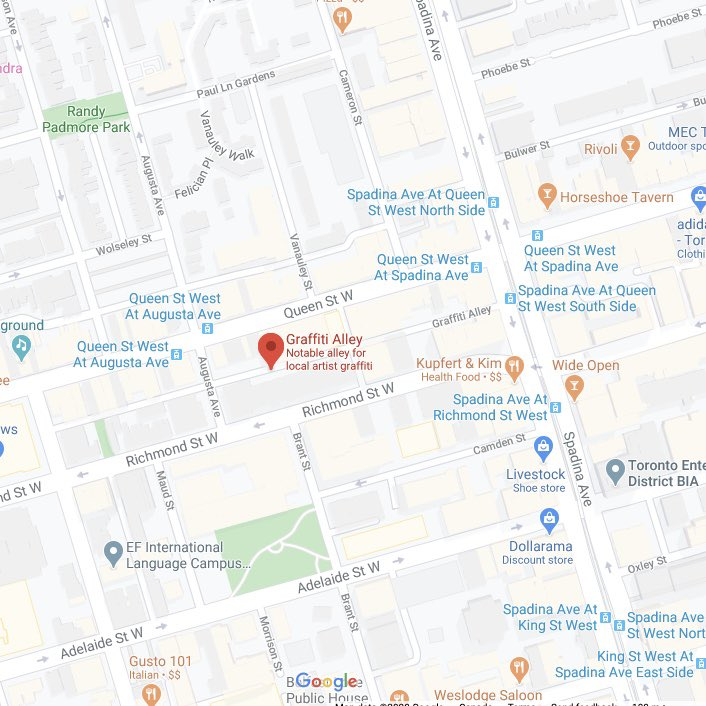 Spadina Ave
Phoebe St
Phoebe St
Paul Ln Gardens
Cameron St
Randy
Padmore Park
Vanauley Walk
Felician Pl
Augusta Ave
Bulwer St
Rivoli
MEC T
Outdoor spo
Horseshoe Tavern
Spadina Ave At Queen
St West North Side
Wolseley St
Vanauley St
adida
- Tor
Clothi
Queen St West
At Spadina Ave
Queen St West
At Spadina Ave
Queen St West
At Augusta Ave
Queen St W
Spadina Ave At Queen
St West South Side
Graffiti Alley
Queen St West
At Augusta Ave
Graffiti Alley
Notable alley for
local artist graffiti
Kupfert & Kim
Health Food • $$
Wide Open
Augusta Ave
Richmond St W
Spadina Ave At
Richmond St West
Richmond St W
Brant St
Camden St
Spadina Ave
Maud St
Livestock
Shoe store
Toronto Ente
District BIA
EF International
Language Campus...
Dollarama
Discount store
Adelaide St W
Oxley St
Brant St
Morrison St
Spadina Ave At
King St West
Spadina Ave
St West Nort
Adelaide St W
Gusto 101
Italian • $$
King St West At
Spadina Ave East Side
Google
Public House
Weslodge Saloon